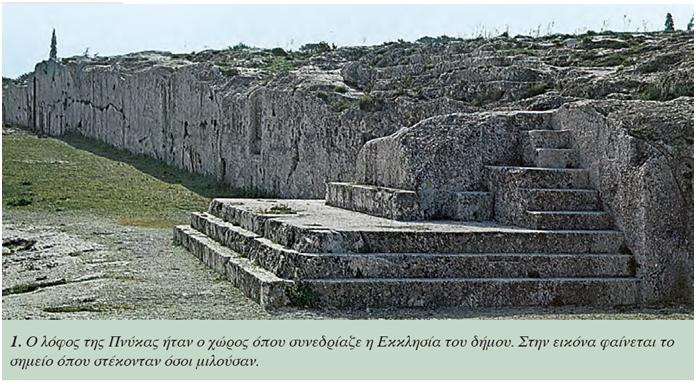 1. Ο λόφος της Πνύκας ήταν ο χώρος όπου συνεδρίαζε η Εκκλησία του δήμου. Στην εικόνα φαίνεται το
σημείο όπου στέκονταν όσοι μιλούσαν.